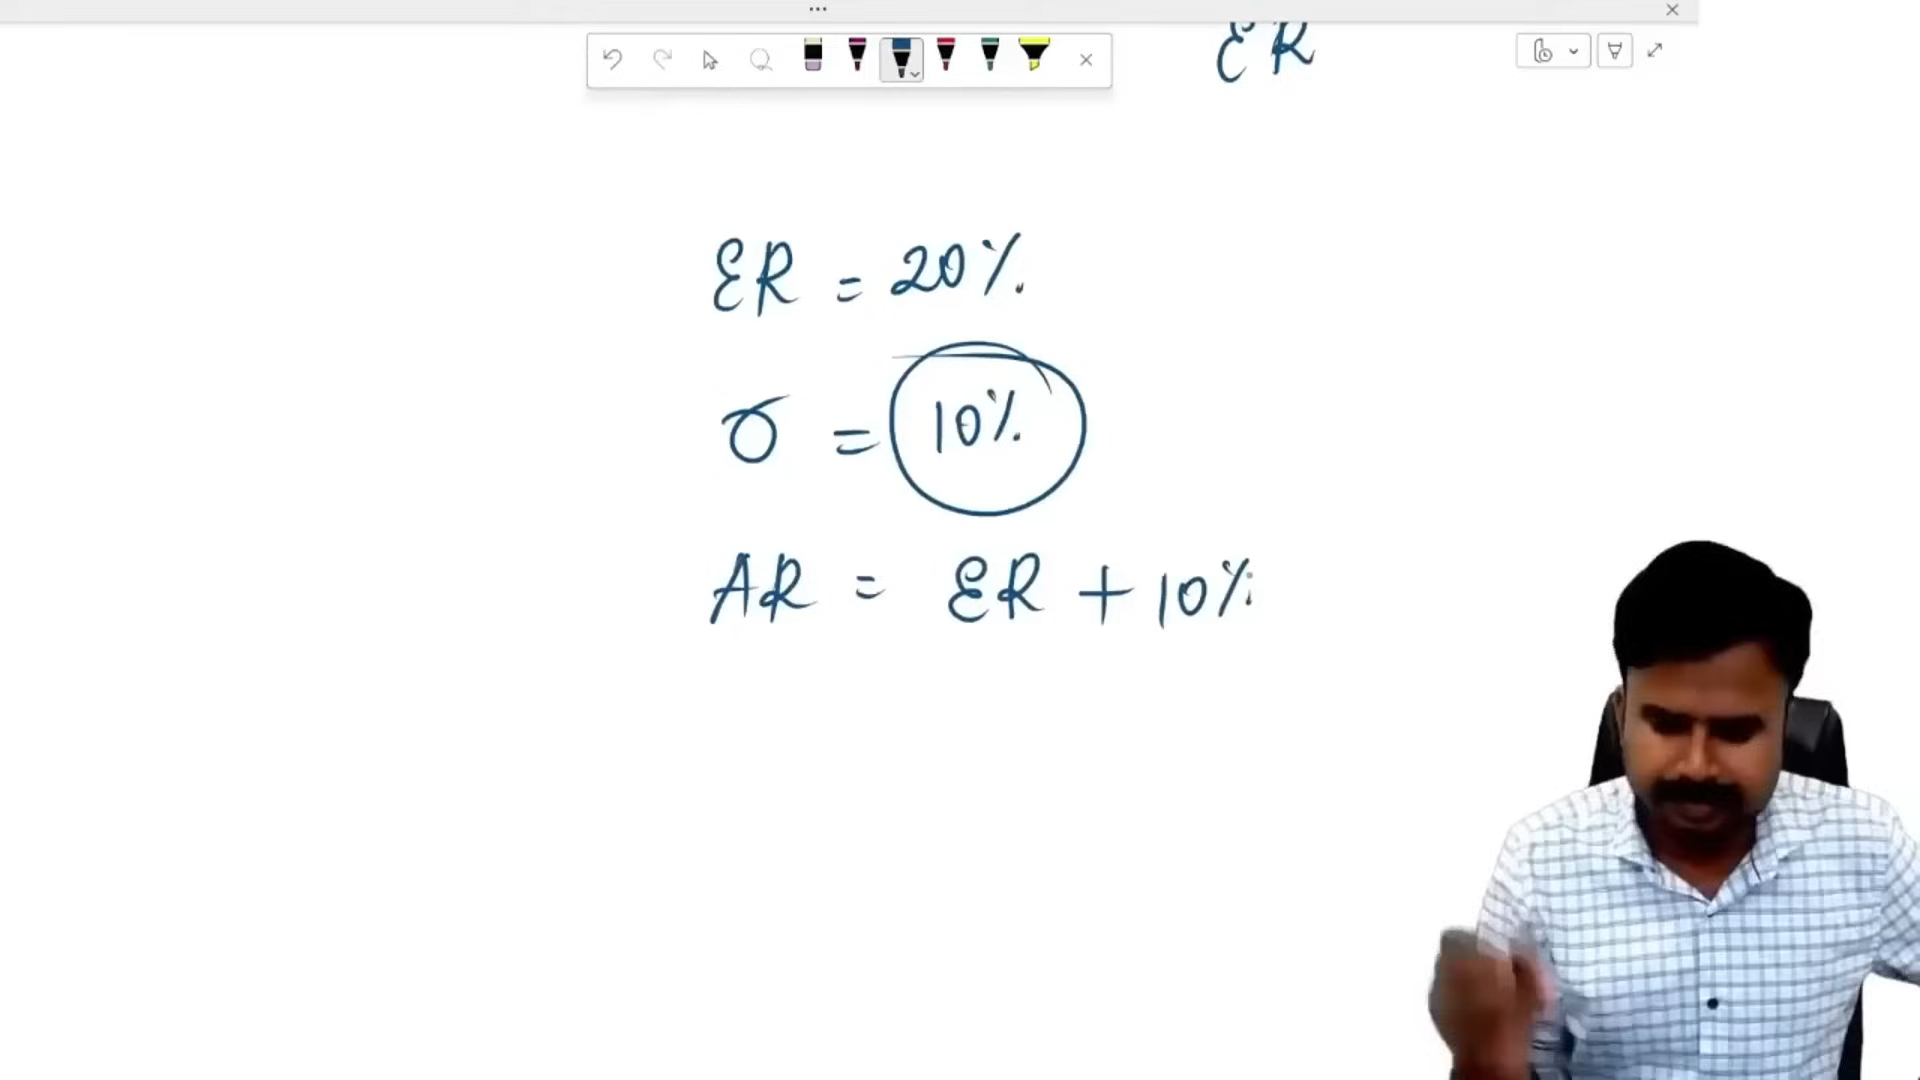 ER
ER = 20%
σ = 10%
AR = ER + 10%